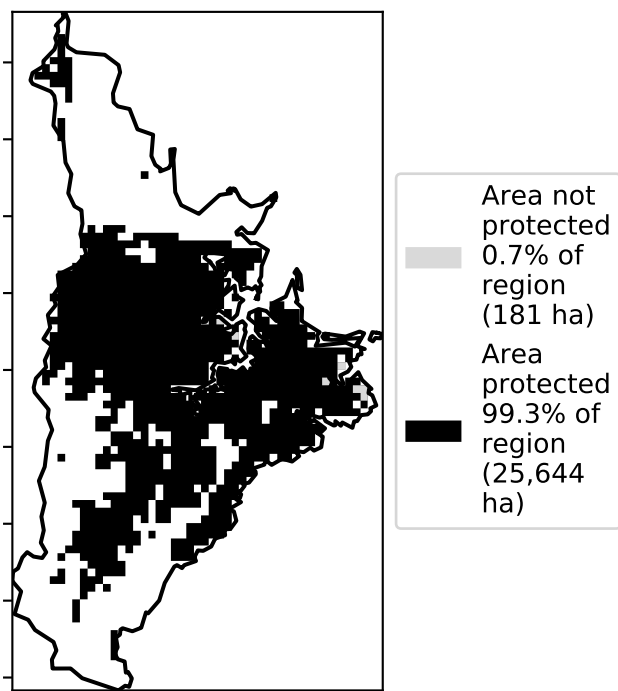 Area not
protected
0.7% of
region
(181 ha)
Area
protected
99.3% of
region
(25,644
ha)